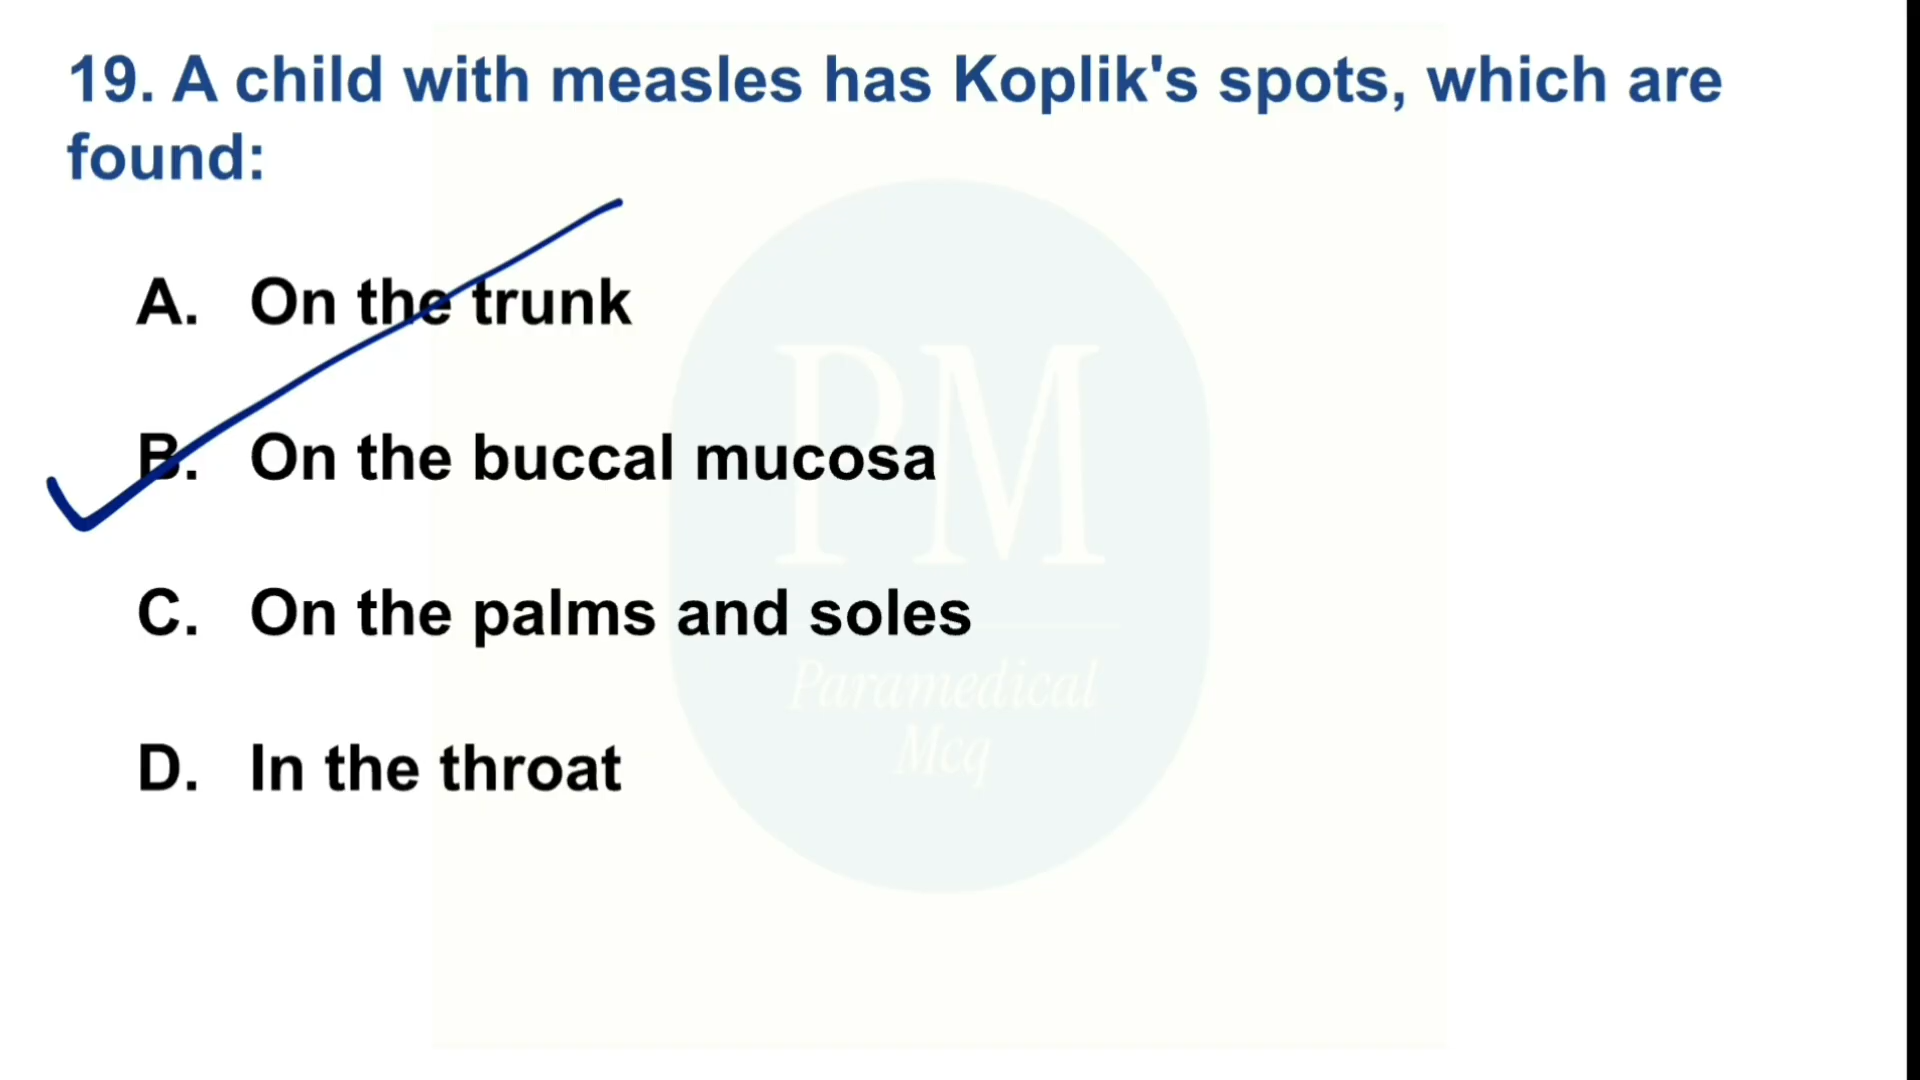 19. A child with measles has Koplik's spots, which are
found:
A. On the trunk
B. On the buccal mucosa
C. On the palms and soles
D. In the throat
PM
Paramedical
Mcq